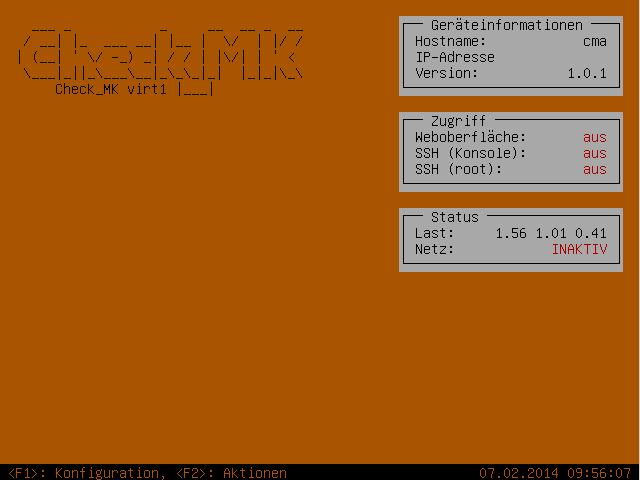 Check_MK virt1
Geräteinformationen
Hostname: cma
IP-Adresse
Version: 1.0.1
Zugriff
Weboberfläche: aus
SSH (Konsole): aus
SSH (root): aus
Status
Last: 1.56 1.01 0.41
Netz: INAKTIV
<F1>: Konfiguration, <F2>: Aktionen 07.02.2014 09:56:07